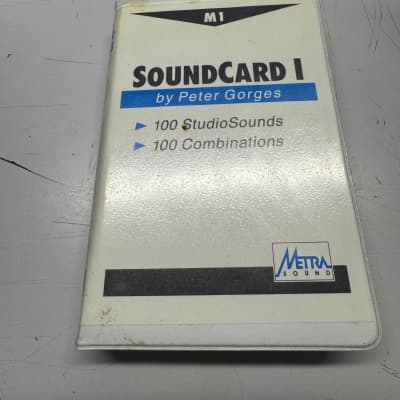 M1
SOUNDCARD I
by Peter Gorges
100 StudioSounds
100 Combinations
METRA
SOUND